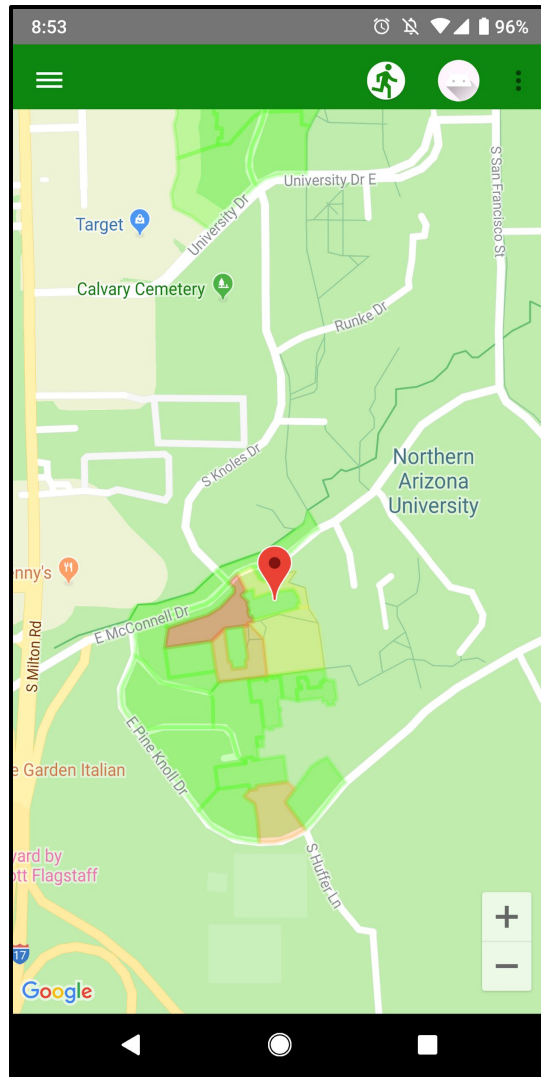 8:53
96%
University Dr E
S San Francisco St
Target
University Dr
Calvary Cemetery
Runke Dr
S Knoles Dr
Northern
Arizona
University
nny's
E McConnell Dr
S Milton Rd
E Pine Knoll Dr
e Garden Italian
S Huffer Ln
yard by
ott Flagstaff
17
+
−
Google